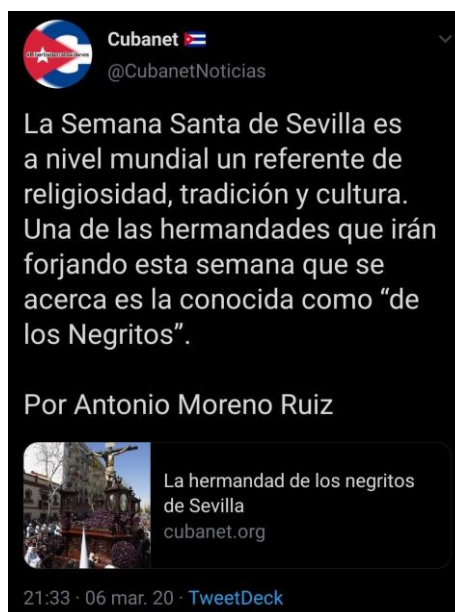 Cubanet 🇨🇺
@CubanetNoticias
La Semana Santa de Sevilla es
a nivel mundial un referente de
religiosidad, tradición y cultura.
Una de las hermandades que irán
forjando esta semana que se
acerca es la conocida como “de
los Negritos”.
Por Antonio Moreno Ruiz
La hermandad de los negritos
de Sevilla
cubanet.org
21:33 · 06 mar. 20 · TweetDeck